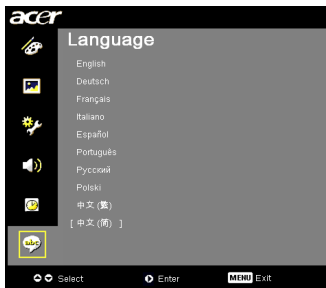 acer
Language
English
Deutsch
Français
Italiano
Español
Português
Русский
Polski
中文 (繁)
[ 中文 (简) ]
abc
Select Enter MENU Exit